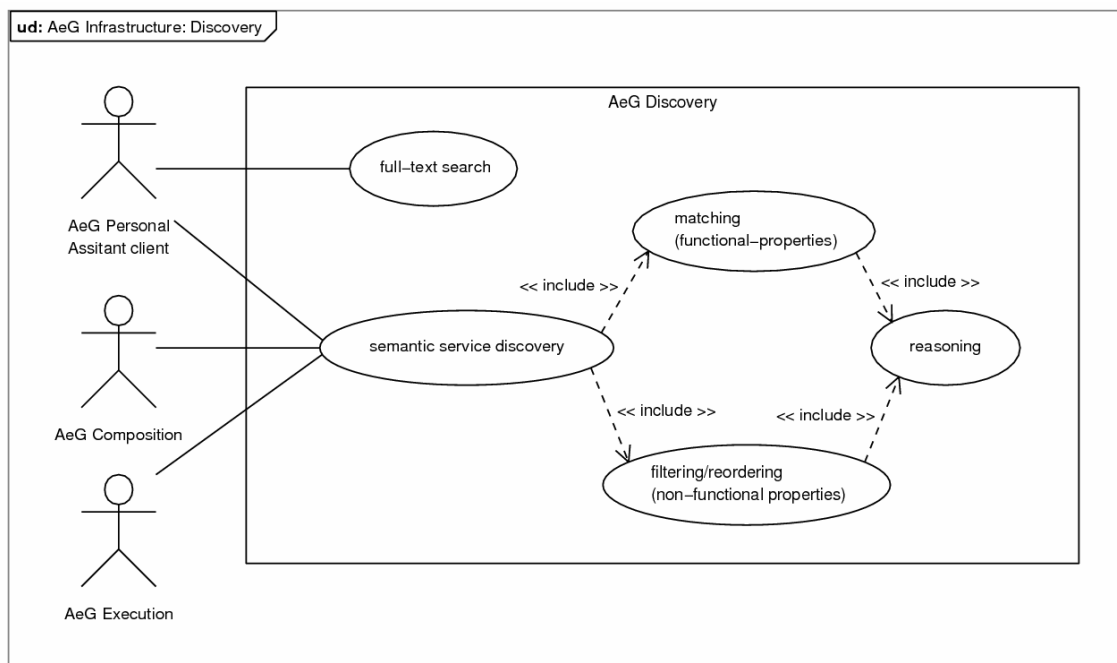 ud: AeG Infrastructure: Discovery
AeG Discovery
full-text search
AeG Personal
Assitant client
matching
(functional-properties)
<< include >>
<< include >>
semantic service discovery
reasoning
<< include >>
<< include >>
AeG Composition
filtering/reordering
(non-functional properties)
AeG Execution